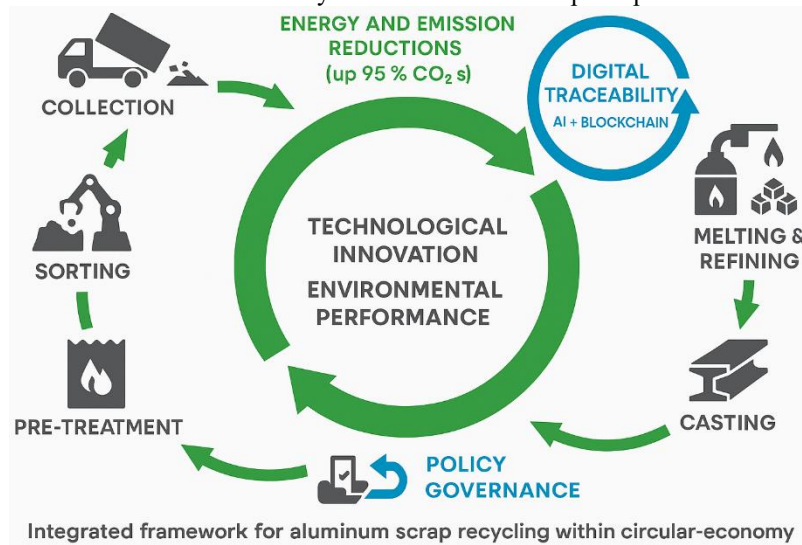 ENERGY AND EMISSION
REDUCTIONS
(up 95 % CO₂ s)
DIGITAL
TRACEABILITY
AI + BLOCKCHAIN
COLLECTION
TECHNOLOGICAL
INNOVATION
ENVIRONMENTAL
PERFORMANCE
MELTING &
REFINING
SORTING
PRE-TREATMENT
CASTING
POLICY
GOVERNANCE
Integrated framework for aluminum scrap recycling within circular-economy